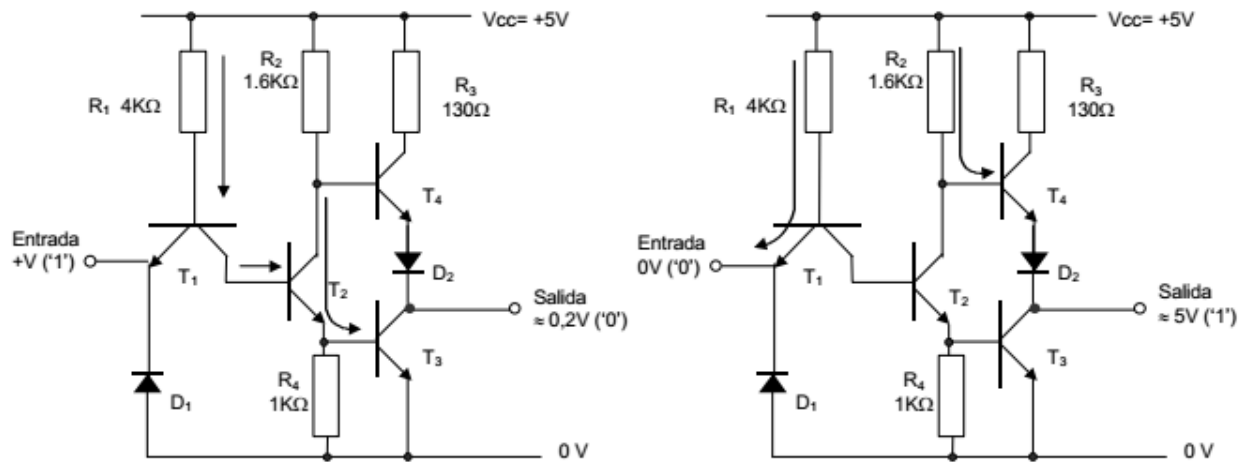 Vcc= +5V
R₂
1.6KΩ
R₃
130Ω
R₁ 4KΩ
T₄
Entrada
+V ('1')
T₁
T₂
D₂
Salida
≈ 0,2V ('0')
T₃
R₄
1KΩ
D₁
0 V
Vcc= +5V
R₂
1.6KΩ
R₃
130Ω
R₁ 4KΩ
T₄
Entrada
0V ('0')
T₁
T₂
D₂
Salida
≈ 5V ('1')
T₃
R₄
1KΩ
D₁
0 V